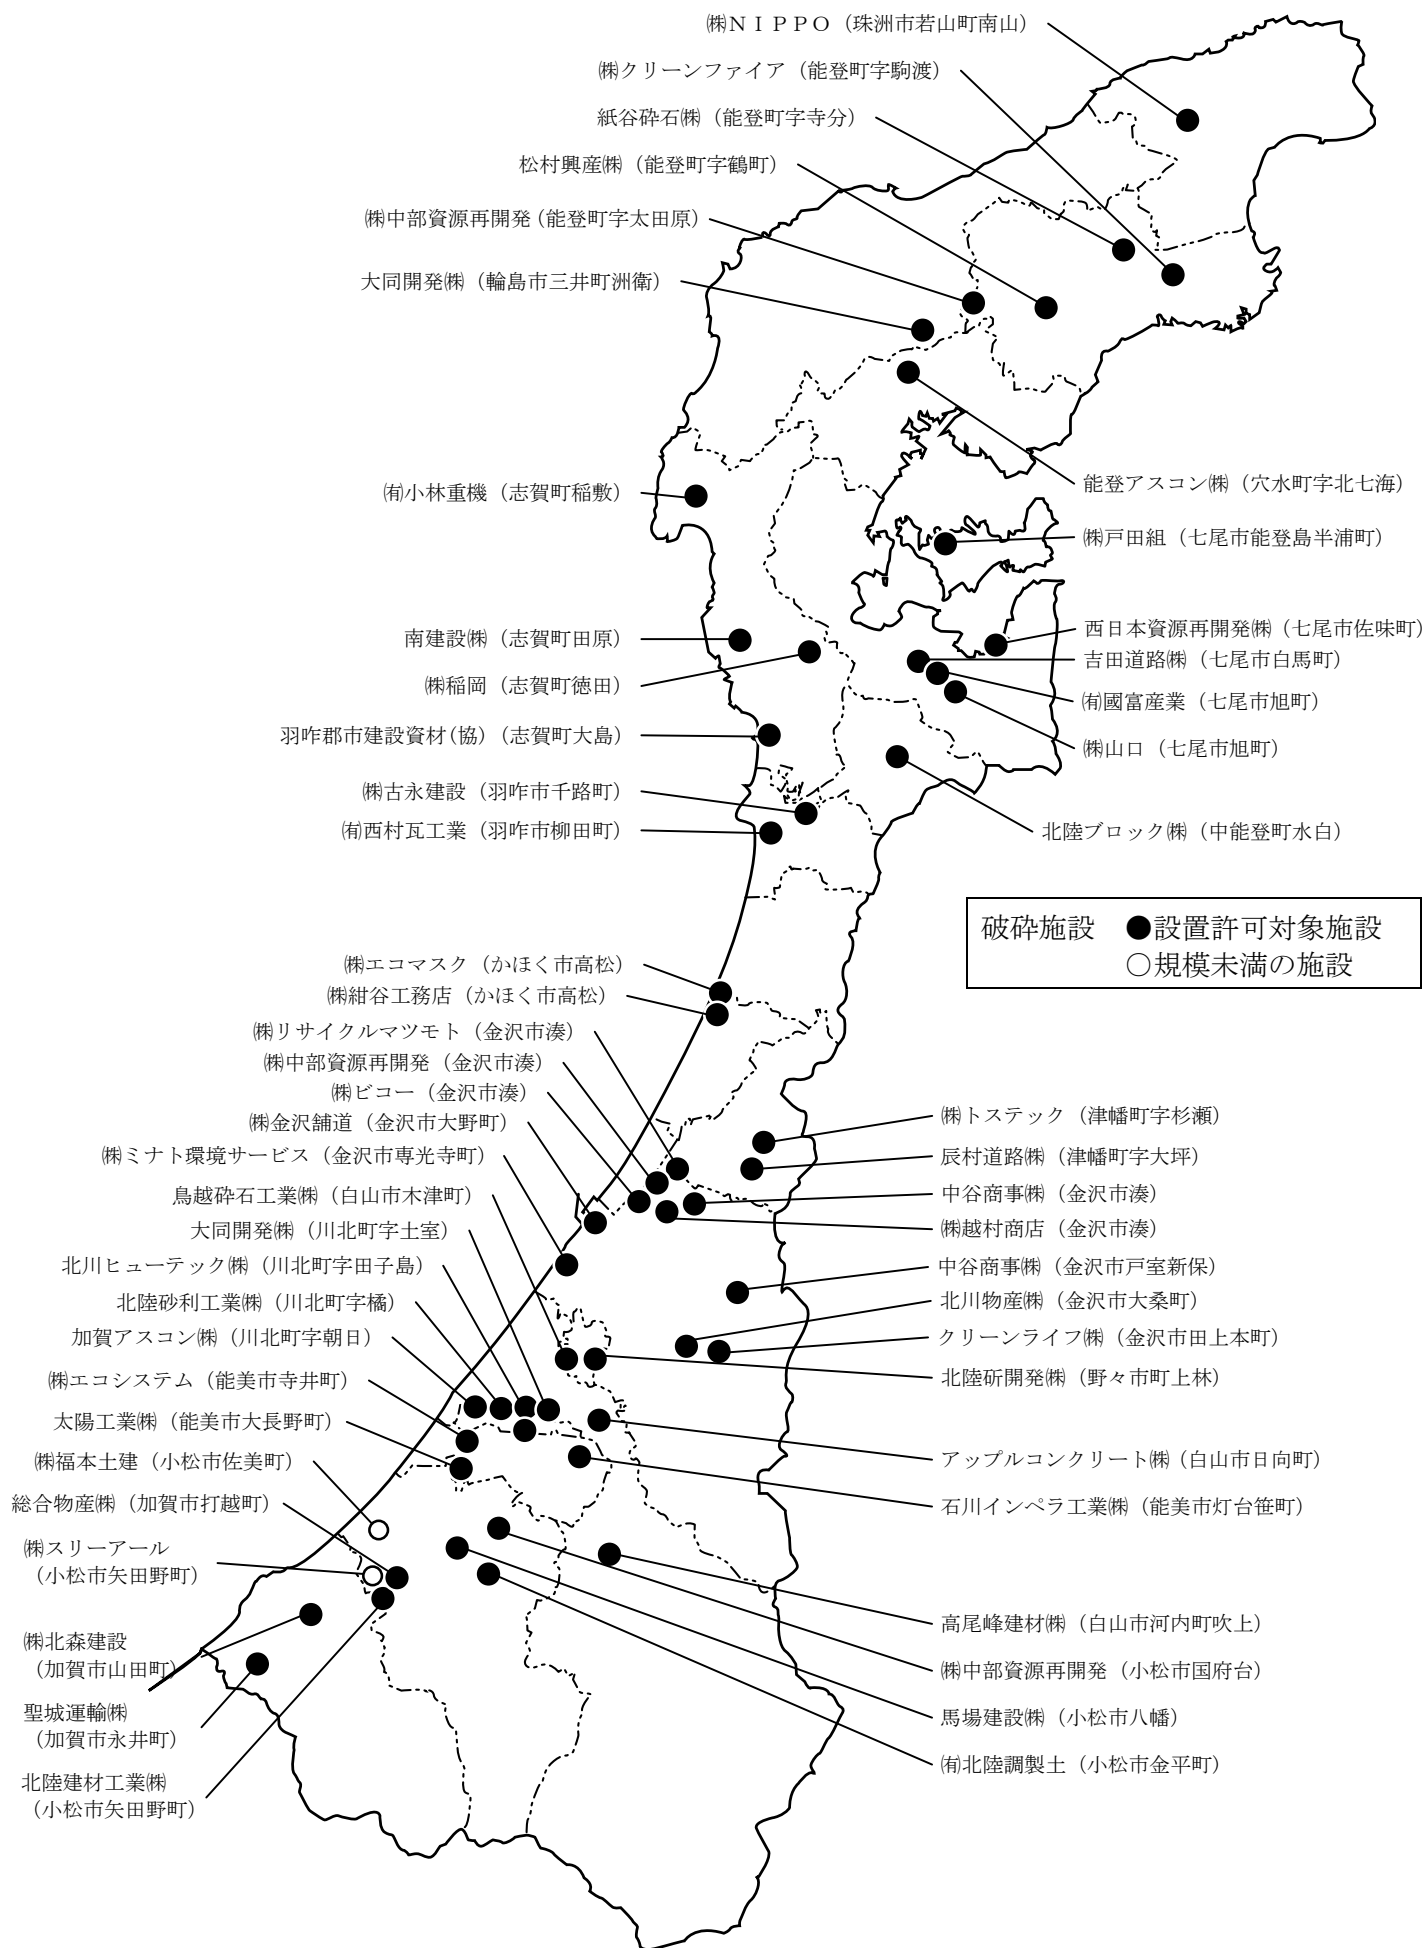 ㈱ＮＩＰＰＯ（珠洲市若山町南山）
㈱クリーンファイア（能登町字駒渡）
紙谷砕石㈱（能登町字寺分）
松村興産㈱（能登町字鶴町）
㈱中部資源再開発（能登町字太田原）
大同開発㈱（輪島市三井町洲衛）
㈲小林重機（志賀町稲敷）
南建設㈱（志賀町田原）
㈱稲岡（志賀町徳田）
羽咋郡市建設資材(協)（志賀町大島）
㈱古永建設（羽咋市千路町）
㈲西村瓦工業（羽咋市柳田町）
能登アスコン㈱（穴水町字北七海）
㈱戸田組（七尾市能登島半浦町）
西日本資源再開発㈱（七尾市佐味町）
吉田道路㈱（七尾市白馬町）
㈲國富産業（七尾市旭町）
㈱山口（七尾市旭町）
北陸ブロック㈱（中能登町水白）
破砕施設　●設置許可対象施設
○規模未満の施設
㈱エコマスク（かほく市高松）
㈱紺谷工務店（かほく市高松）
㈱リサイクルマツモト（金沢市湊）
㈱中部資源再開発（金沢市湊）
㈱ビコー（金沢市湊）
㈱金沢舗道（金沢市大野町）
㈱ミナト環境サービス（金沢市専光寺町）
鳥越砕石工業㈱（白山市木津町）
大同開発㈱（川北町字土室）
北川ヒューテック㈱（川北町字田子島）
北陸砂利工業㈱（川北町字橘）
加賀アスコン㈱（川北町字朝日）
㈱エコシステム（能美市寺井町）
太陽工業㈱（能美市大長野町）
㈱福本土建（小松市佐美町）
総合物産㈱（加賀市打越町）
㈱スリーアール
（小松市矢田野町）
㈱北森建設
（加賀市山田町）
聖城運輸㈱
（加賀市永井町）
北陸建材工業㈱
（小松市矢田野町）
㈱トステック（津幡町字杉瀬）
辰村道路㈱（津幡町字大坪）
中谷商事㈱（金沢市湊）
㈱越村商店（金沢市湊）
中谷商事㈱（金沢市戸室新保）
北川物産㈱（金沢市大桑町）
クリーンライフ㈱（金沢市田上本町）
北陸研開発㈱（野々市町上林）
アップルコンクリート㈱（白山市日向町）
石川インペラ工業㈱（能美市灯台笹町）
高尾峰建材㈱（白山市河内町吹上）
㈱中部資源再開発（小松市国府台）
馬場建設㈱（小松市八幡）
㈲北陸調製土（小松市金平町）